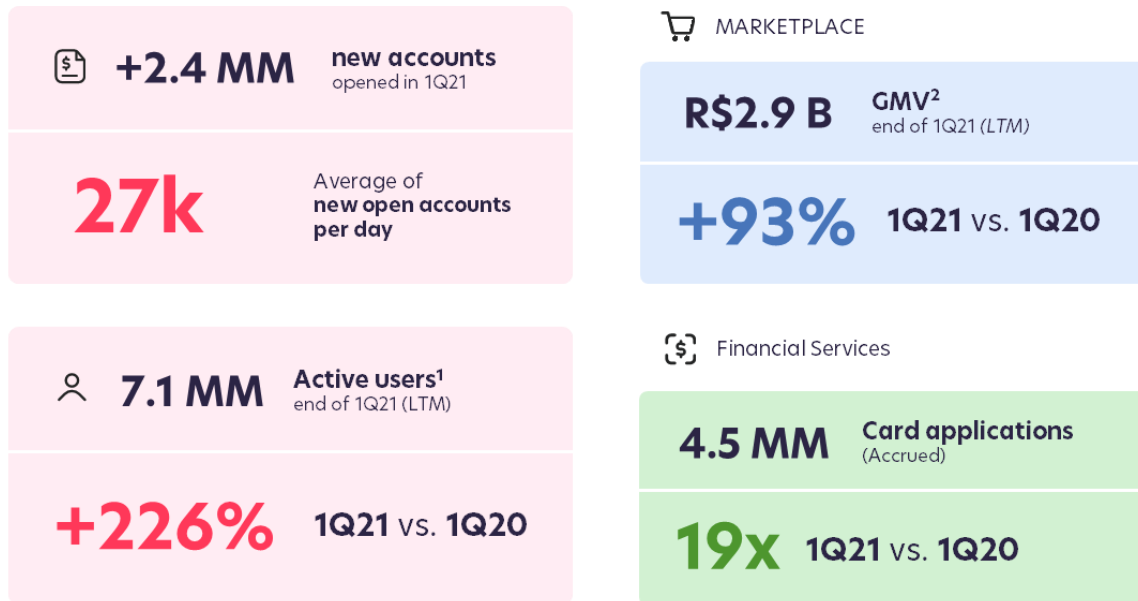 +2.4 MM
new accounts
opened in 1Q21
27k
Average of
new open accounts
per day
7.1 MM
Active users¹
end of 1Q21 (LTM)
+226%
1Q21 vs. 1Q20
MARKETPLACE
R$2.9 B
GMV²
end of 1Q21 (LTM)
+93%
1Q21 vs. 1Q20
$
Financial Services
4.5 MM
Card applications
(Accrued)
19x
1Q21 vs. 1Q20